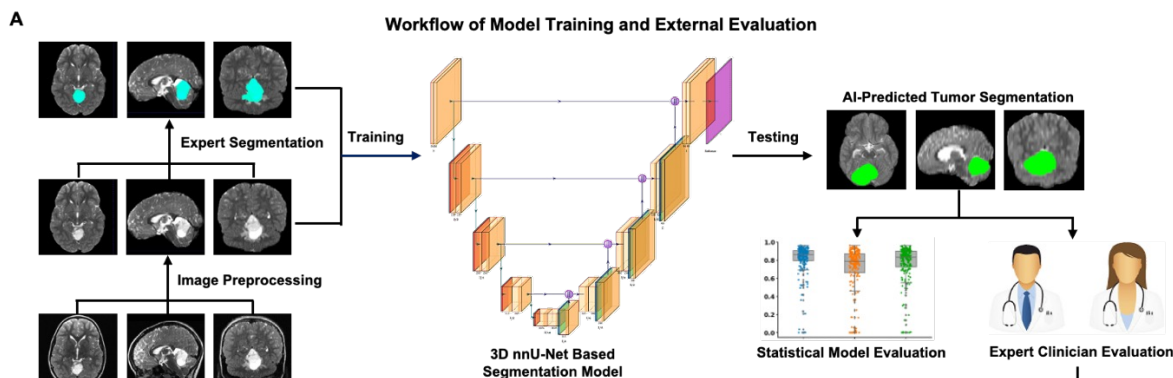 A
Workflow of Model Training and External Evaluation
AI-Predicted Tumor Segmentation
Expert Segmentation
Training
Testing
Image Preprocessing
1.0
0.8
0.6
0.4
0.2
0.0
3D nnU-Net Based
Segmentation Model
Statistical Model Evaluation
Expert Clinician Evaluation